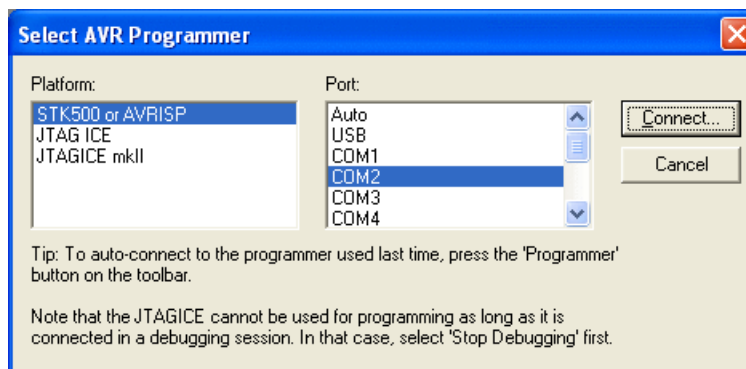 Select AVR Programmer
Platform:
Port:
STK500 or AVRISP
JTAG ICE
JTAGICE mkII
Auto
USB
COM1
COM2
COM3
COM4
Connect...
Cancel
Tip: To auto-connect to the programmer used last time, press the 'Programmer'
button on the toolbar.
Note that the JTAGICE cannot be used for programming as long as it is
connected in a debugging session. In that case, select 'Stop Debugging' first.